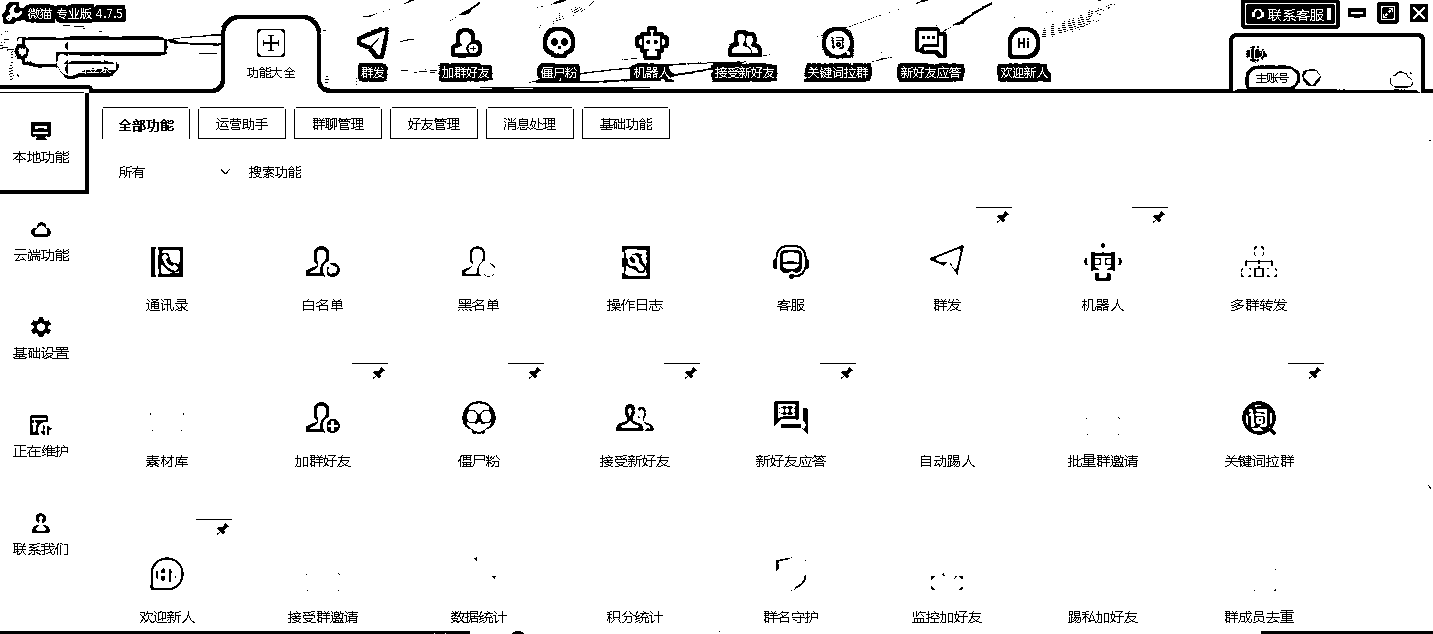 微猫 专业版 4.7.5
联系客服
功能大全
群发
加群好友
僵尸粉
机器人
接受新好友
关键词拉群
新好友应答
Hi
欢迎新人
主账号
本地功能
云端功能
基础设置
正在维护
联系我们
全部功能
运营助手
群聊管理
好友管理
消息处理
基础功能
所有
搜索功能
通讯录
白名单
黑名单
操作日志
客服
群发
机器人
多群转发
素材库
加群好友
僵尸粉
接受新好友
新好友应答
自动踢人
批量群邀请
词
关键词拉群
欢迎新人
接受群邀请
数据统计
积分统计
群名守护
监控加好友
踢私加好友
群成员去重